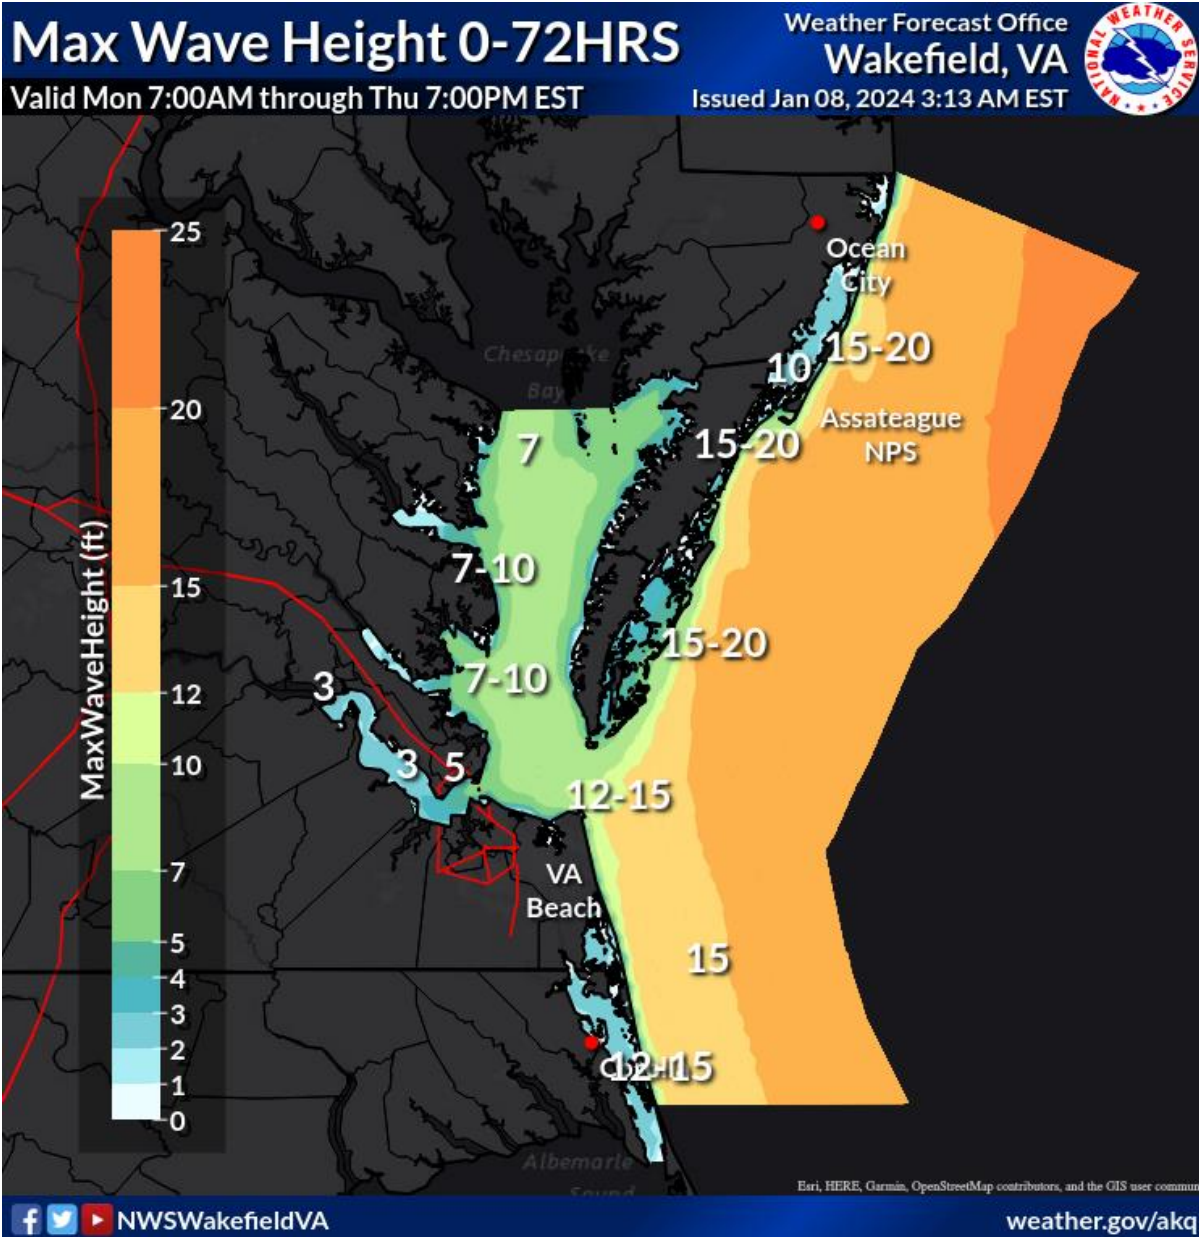 Max Wave Height 0-72HRS
Valid Mon 7:00AM through Thu 7:00PM EST
Weather Forecast Office
Wakefield, VA
Issued Jan 08, 2024 3:13 AM EST
NATIONAL WEATHER SERVICE
Ocean
City
15-20
10
Chesapeake
Bay
Assateague
NPS
7
15-20
7-10
15-20
7-10
3
3
5
12-15
VA
Beach
15
12-15
Albemarle
Sound
MaxWaveHeight (ft)
25
20
15
12
10
7
5
4
3
2
1
0
Esri, HERE, Garmin, OpenStreetMap contributors, and the GIS user commun
NWSWakefieldVA
weather.gov/akq